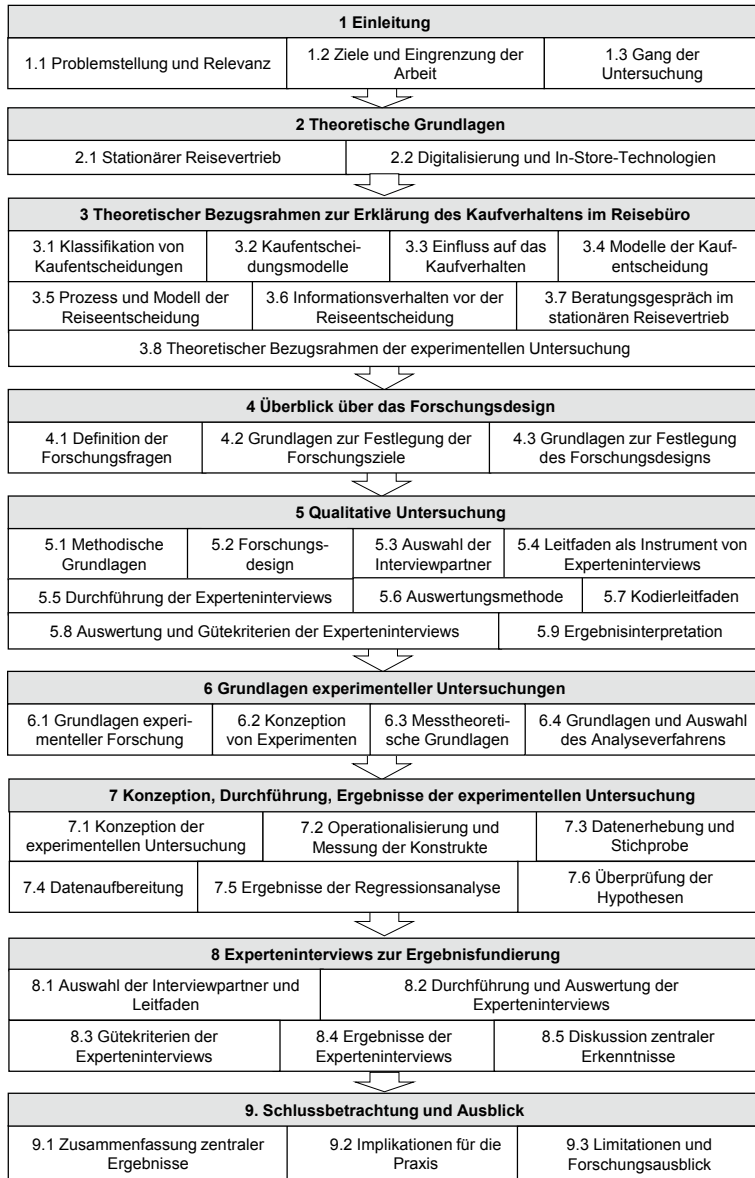 1 Einleitung
1.1 Problemstellung und Relevanz
1.2 Ziele und Eingrenzung der
Arbeit
1.3 Gang der
Untersuchung
2 Theoretische Grundlagen
2.1 Stationärer Reisevertrieb
2.2 Digitalisierung und In-Store-Technologien
3 Theoretischer Bezugsrahmen zur Erklärung des Kaufverhaltens im Reisebüro
3.1 Klassifikation von
Kaufentscheidungen
3.2 Kaufentschei-
dungsmodelle
3.3 Einfluss auf das
Kaufverhalten
3.4 Modelle der Kauf-
entscheidung
3.5 Prozess und Modell der
Reiseentscheidung
3.6 Informationsverhalten vor der
Reiseentscheidung
3.7 Beratungsgespräch im
stationären Reisevertrieb
3.8 Theoretischer Bezugsrahmen der experimentellen Untersuchung
4 Überblick über das Forschungsdesign
4.1 Definition der
Forschungsfragen
4.2 Grundlagen zur Festlegung der
Forschungsziele
4.3 Grundlagen zur Festlegung
des Forschungsdesigns
5 Qualitative Untersuchung
5.1 Methodische
Grundlagen
5.2 Forschungs-
design
5.3 Auswahl der
Interviewpartner
5.4 Leitfaden als Instrument von
Experteninterviews
5.5 Durchführung der Experteninterviews
5.6 Auswertungsmethode
5.7 Kodierleitfaden
5.8 Auswertung und Gütekriterien der Experteninterviews
5.9 Ergebnisinterpretation
6 Grundlagen experimenteller Untersuchungen
6.1 Grundlagen experi-
menteller Forschung
6.2 Konzeption
von Experimenten
6.3 Messtheoreti-
sche Grundlagen
6.4 Grundlagen und Auswahl
des Analyseverfahrens
7 Konzeption, Durchführung, Ergebnisse der experimentellen Untersuchung
7.1 Konzeption der
experimentellen Untersuchung
7.2 Operationalisierung und
Messung der Konstrukte
7.3 Datenerhebung und
Stichprobe
7.4 Datenaufbereitung
7.5 Ergebnisse der Regressionsanalyse
7.6 Überprüfung der
Hypothesen
8 Experteninterviews zur Ergebnisfundierung
8.1 Auswahl der Interviewpartner und
Leitfaden
8.2 Durchführung und Auswertung der
Experteninterviews
8.3 Gütekriterien der
Experteninterviews
8.4 Ergebnisse der
Experteninterviews
8.5 Diskussion zentraler
Erkenntnisse
9. Schlussbetrachtung und Ausblick
9.1 Zusammenfassung zentraler
Ergebnisse
9.2 Implikationen für die
Praxis
9.3 Limitationen und
Forschungsausblick